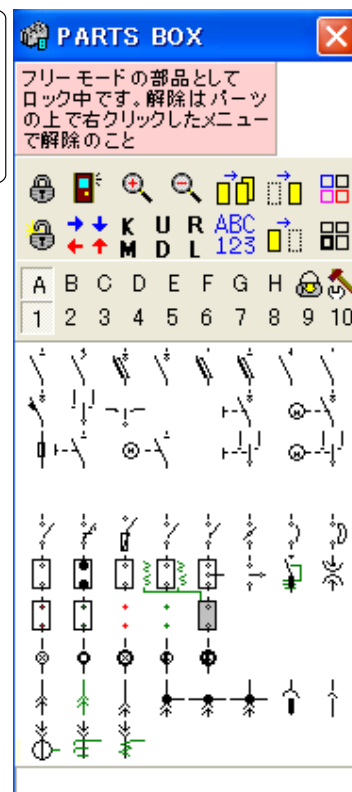 PARTS BOX
フリーモードの部品として
ロック中です。解除はパーツ
の上で右クリックしたメニュー
で解除のこと
K U R ABC
M D L 123
A B C D E F G H
1 2 3 4 5 6 7 8 9 10